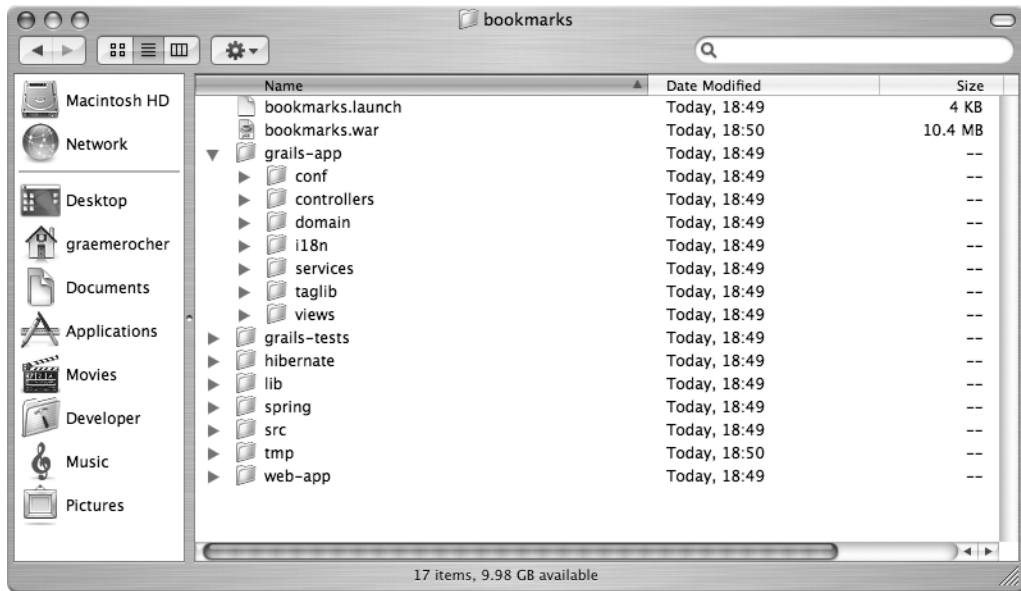 bookmarks
Name Date Modified Size
Macintosh HD
Network
Desktop
graemerocher
Documents
Applications
Movies
Developer
Music
Pictures
bookmarks.launch Today, 18:49 4 KB
bookmarks.war Today, 18:50 10.4 MB
grails-app Today, 18:49 --
conf Today, 18:49 --
controllers Today, 18:49 --
domain Today, 18:49 --
i18n Today, 18:49 --
services Today, 18:49 --
taglib Today, 18:49 --
views Today, 18:49 --
grails-tests Today, 18:49 --
hibernate Today, 18:49 --
lib Today, 18:49 --
spring Today, 18:49 --
src Today, 18:49 --
tmp Today, 18:50 --
web-app Today, 18:49 --
17 items, 9.98 GB available